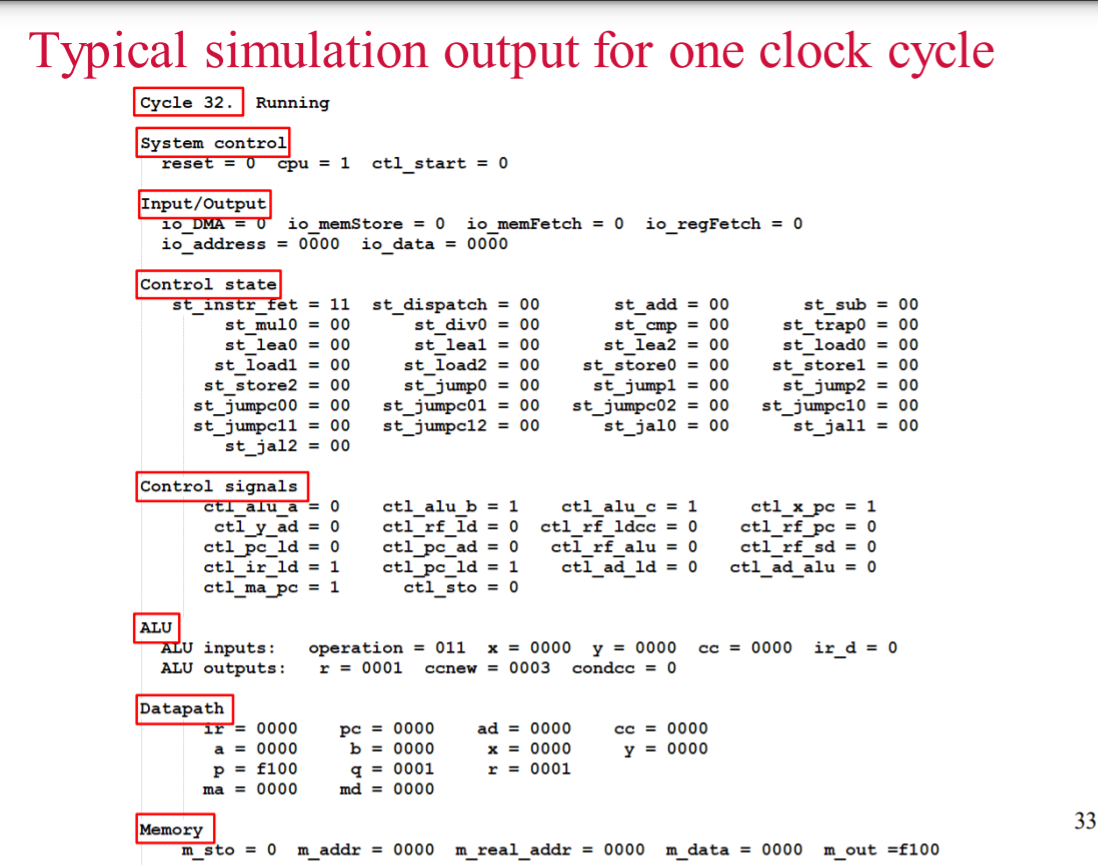 Typical simulation output for one clock cycle
Cycle 32. Running
System control
reset = 0 cpu = 1 ctl_start = 0
Input/Output
io_DMA = 0 io_memStore = 0 io_memFetch = 0 io_regFetch = 0
io_address = 0000 io_data = 0000
Control state
st_instr_fet = 11 st_dispatch = 00 st_add = 00 st_sub = 00
st_mul0 = 00 st_div0 = 00 st_cmp = 00 st_trap0 = 00
st_lea0 = 00 st_lea1 = 00 st_lea2 = 00 st_load0 = 00
st_load1 = 00 st_load2 = 00 st_store0 = 00 st_store1 = 00
st_store2 = 00 st_jump0 = 00 st_jump1 = 00 st_jump2 = 00
st_jumpc00 = 00 st_jumpc01 = 00 st_jumpc02 = 00 st_jumpc10 = 00
st_jumpc11 = 00 st_jumpc12 = 00 st_jal0 = 00 st_jal1 = 00
st_jal2 = 00
Control signals
ctl_alu_a = 0 ctl_alu_b = 1 ctl_alu_c = 1 ctl_x_pc = 1
ctl_y_ad = 0 ctl_rf_ld = 0 ctl_rf_ldcc = 0 ctl_rf_pc = 0
ctl_pc_ld = 0 ctl_pc_ad = 0 ctl_rf_alu = 0 ctl_rf_sd = 0
ctl_ir_ld = 1 ctl_pc_ld = 1 ctl_ad_ld = 0 ctl_ad_alu = 0
ctl_ma_pc = 1 ctl_sto = 0
ALU
ALU inputs: operation = 011 x = 0000 y = 0000 cc = 0000 ir_d = 0
ALU outputs: r = 0001 ccnew = 0003 condcc = 0
Datapath
ir = 0000 pc = 0000 ad = 0000 cc = 0000
a = 0000 b = 0000 x = 0000 y = 0000
p = f100 q = 0001 r = 0001
ma = 0000 md = 0000
Memory
m_sto = 0 m_addr = 0000 m_real_addr = 0000 m_data = 0000 m_out =f100
33